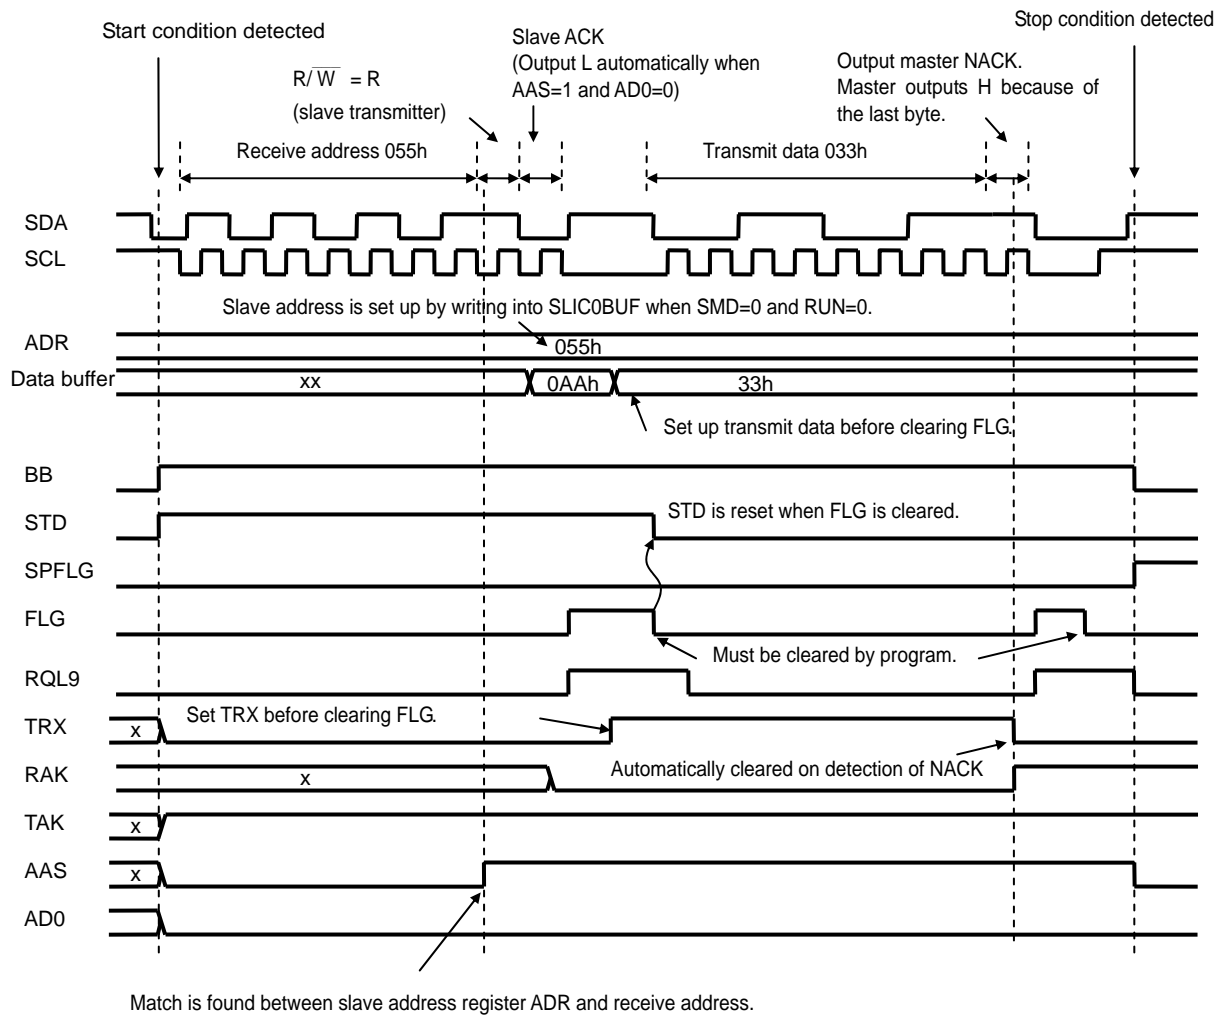 Stop condition detected
Start condition detected
Slave ACK
(Output L automatically when
AAS=1 and AD0=0)
Output master NACK.
Master outputs H because of
the last byte.
R/W̅ = R
(slave transmitter)
Receive address 055h
Transmit data 033h
SDA
SCL
Slave address is set up by writing into SLIC0BUF when SMD=0 and RUN=0.
ADR
055h
Data buffer
xx
0AAh
33h
Set up transmit data before clearing FLG.
BB
STD
STD is reset when FLG is cleared.
SPFLG
FLG
Must be cleared by program.
RQL9
TRX
x
Set TRX before clearing FLG.
Automatically cleared on detection of NACK
RAK
x
TAK
x
AAS
x
AD0
Match is found between slave address register ADR and receive address.